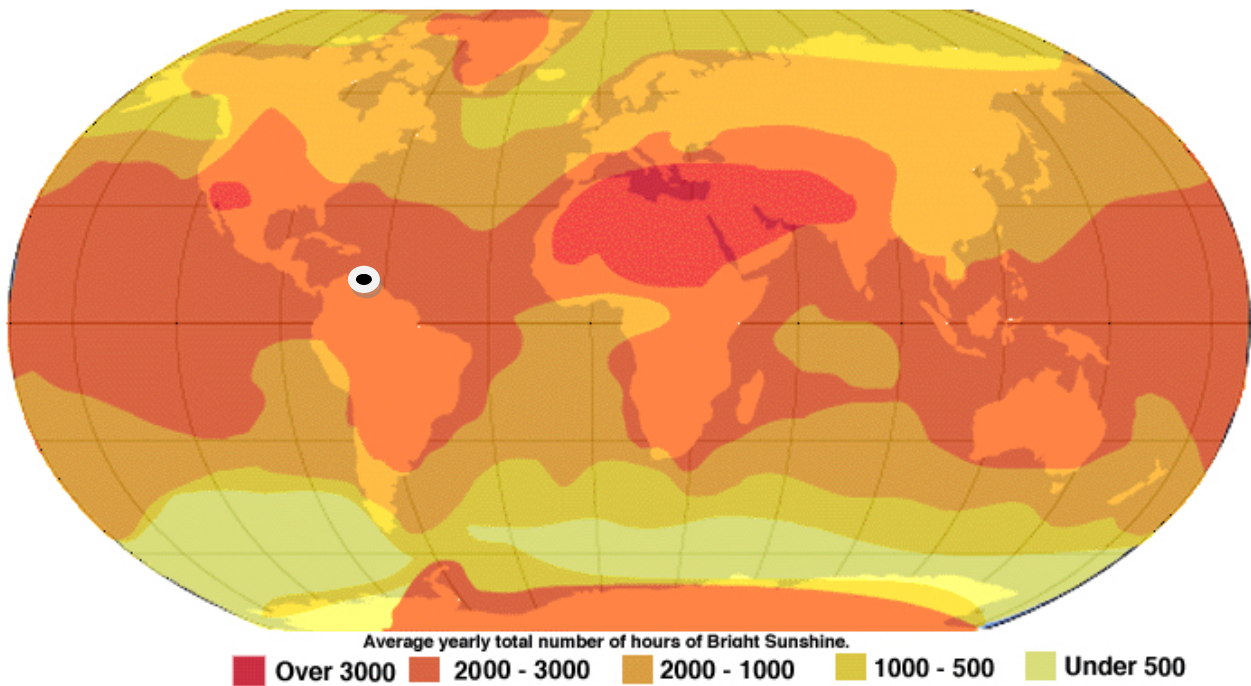 Average yearly total number of hours of Bright Sunshine.
Over 3000 2000 - 3000 2000 - 1000 1000 - 500 Under 500